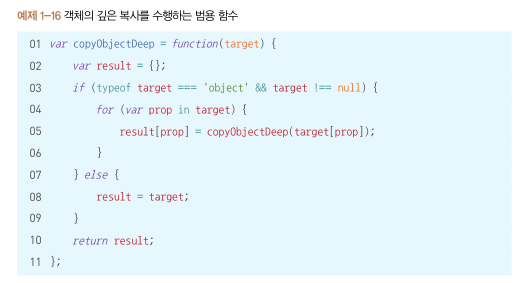 예제 1-16 객체의 깊은 복사를 수행하는 범용 함수
01 var copyObjectDeep = function(target) {
02     var result = {};
03     if (typeof target === 'object' && target !== null) {
04         for (var prop in target) {
05             result[prop] = copyObjectDeep(target[prop]);
06         }
07     } else {
08         result = target;
09     }
10     return result;
11 };